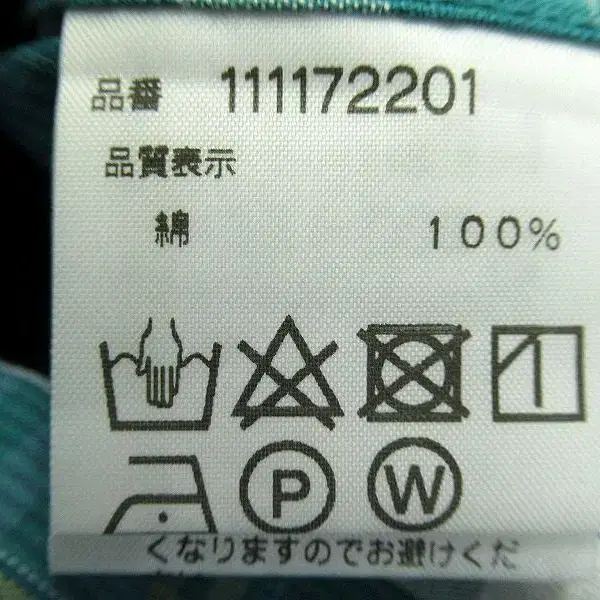 品番 111172201
品質表示
綿 100%
P W
くなりますのでお避けくだ